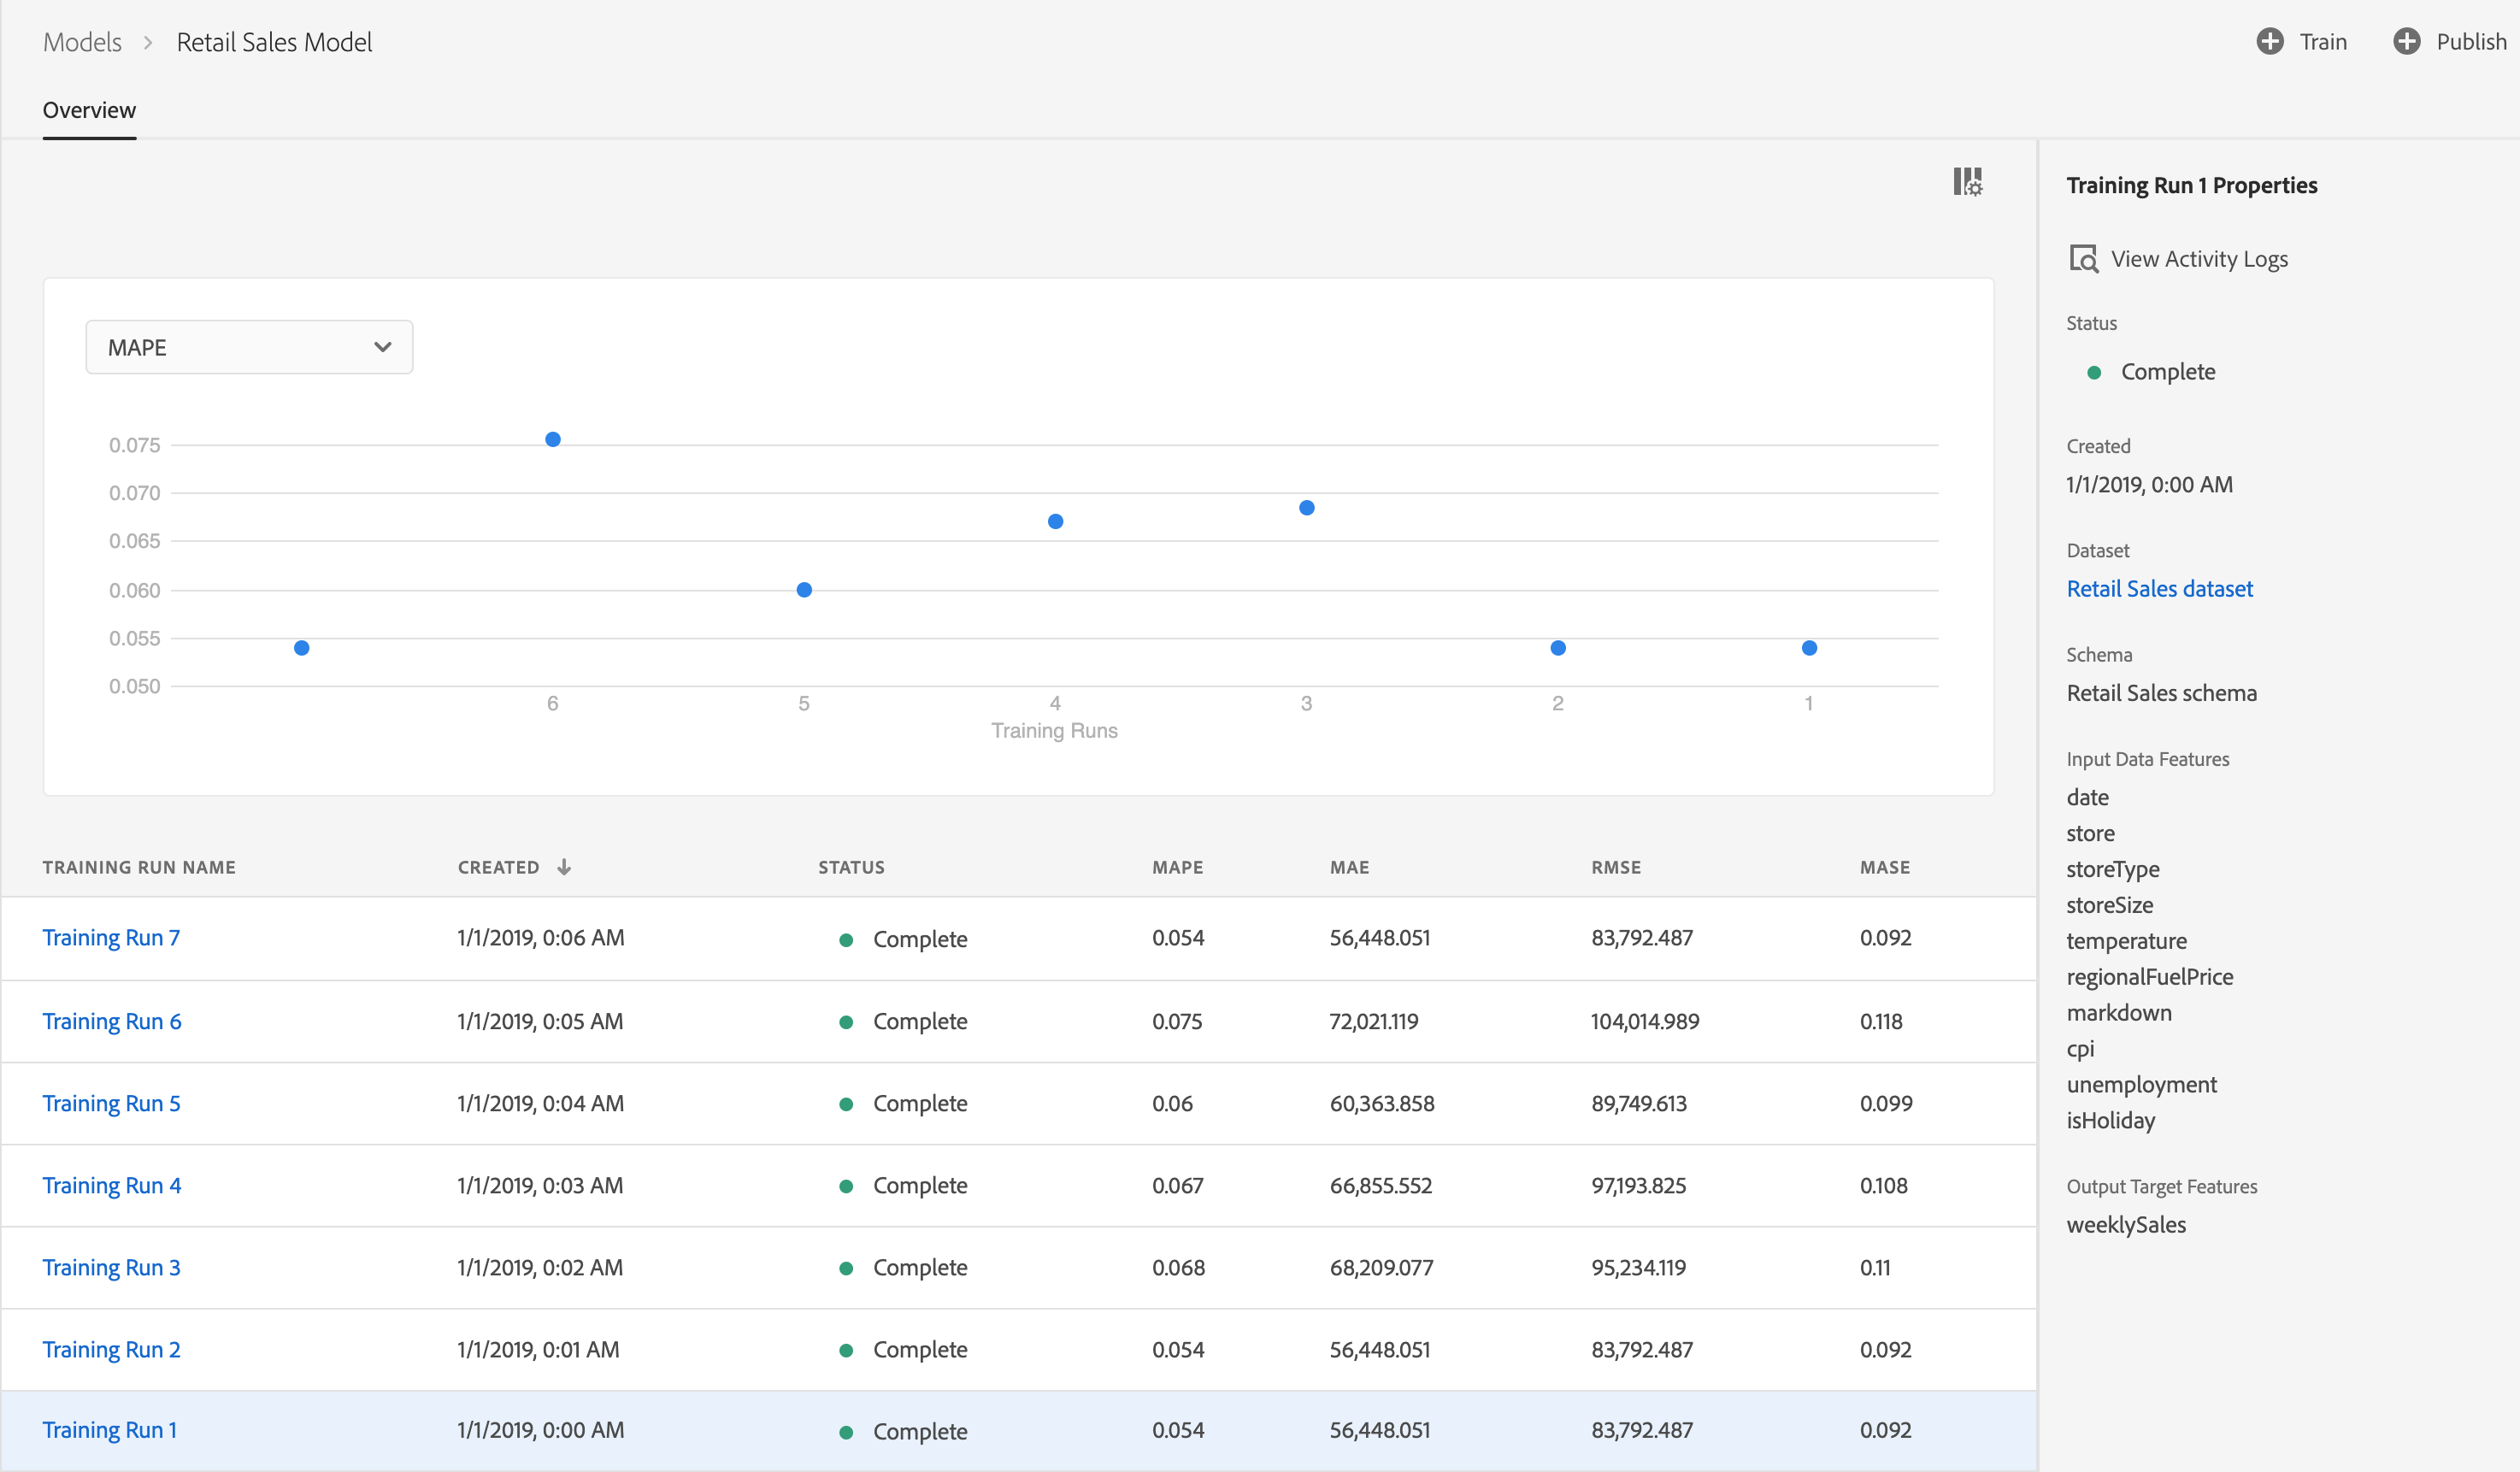 Models > Retail Sales Model
Train
Publish
Overview
MAPE
0.075
0.070
0.065
0.060
0.055
0.050
6 5 4 3 2 1
Training Runs
TRAINING RUN NAME CREATED ↓ STATUS MAPE MAE RMSE MASE
Training Run 7 1/1/2019, 0:06 AM Complete 0.054 56,448.051 83,792.487 0.092
Training Run 6 1/1/2019, 0:05 AM Complete 0.075 72,021.119 104,014.989 0.118
Training Run 5 1/1/2019, 0:04 AM Complete 0.06 60,363.858 89,749.613 0.099
Training Run 4 1/1/2019, 0:03 AM Complete 0.067 66,855.552 97,193.825 0.108
Training Run 3 1/1/2019, 0:02 AM Complete 0.068 68,209.077 95,234.119 0.11
Training Run 2 1/1/2019, 0:01 AM Complete 0.054 56,448.051 83,792.487 0.092
Training Run 1 1/1/2019, 0:00 AM Complete 0.054 56,448.051 83,792.487 0.092
Training Run 1 Properties
View Activity Logs
Status
Complete
Created
1/1/2019, 0:00 AM
Dataset
Retail Sales dataset
Schema
Retail Sales schema
Input Data Features
date
store
storeType
storeSize
temperature
regionalFuelPrice
markdown
cpi
unemployment
isHoliday
Output Target Features
weeklySales